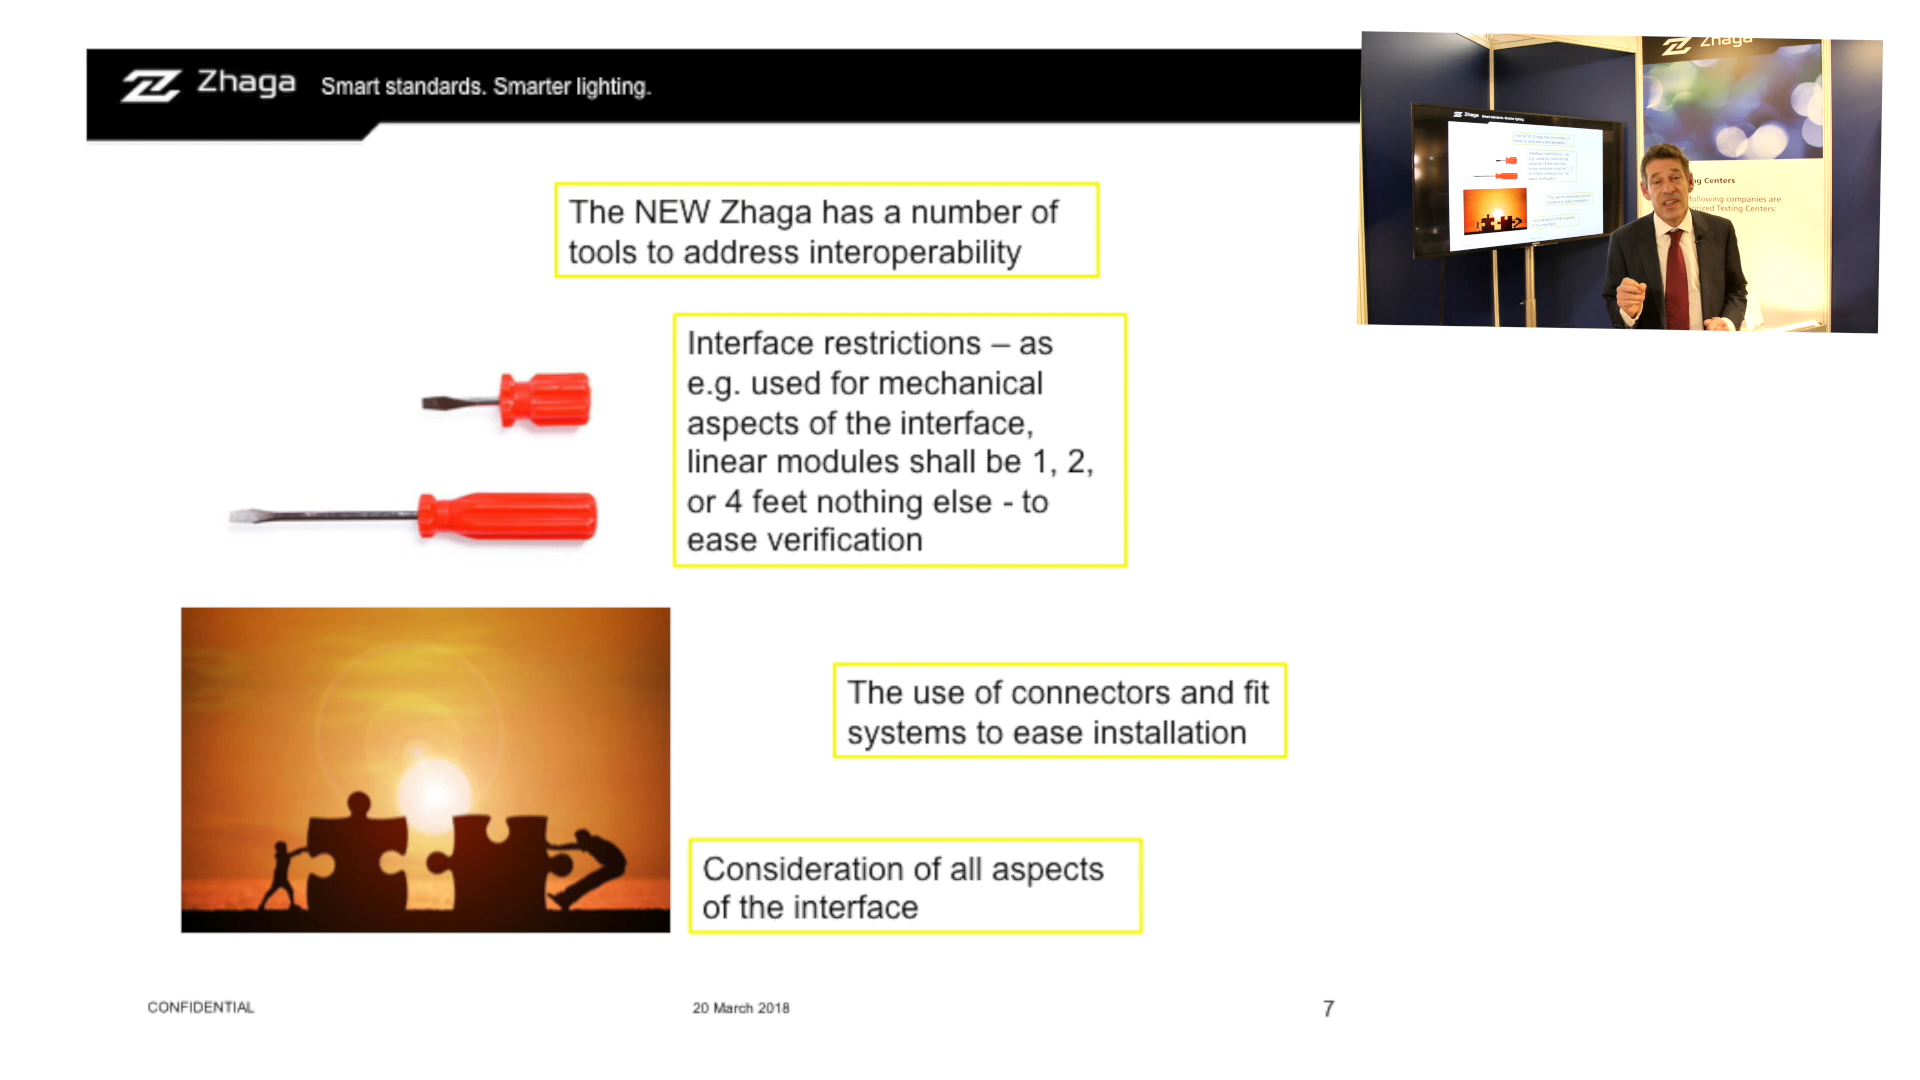 Zhaga Smart standards. Smarter lighting.
The NEW Zhaga has a number of
tools to address interoperability
Interface restrictions – as
e.g. used for mechanical
aspects of the interface,
linear modules shall be 1, 2,
or 4 feet nothing else - to
ease verification
The use of connectors and fit
systems to ease installation
Consideration of all aspects
of the interface
CONFIDENTIAL
20 March 2018
7
Zhaga
ng Centers
following companies are
rized Testing Centers: